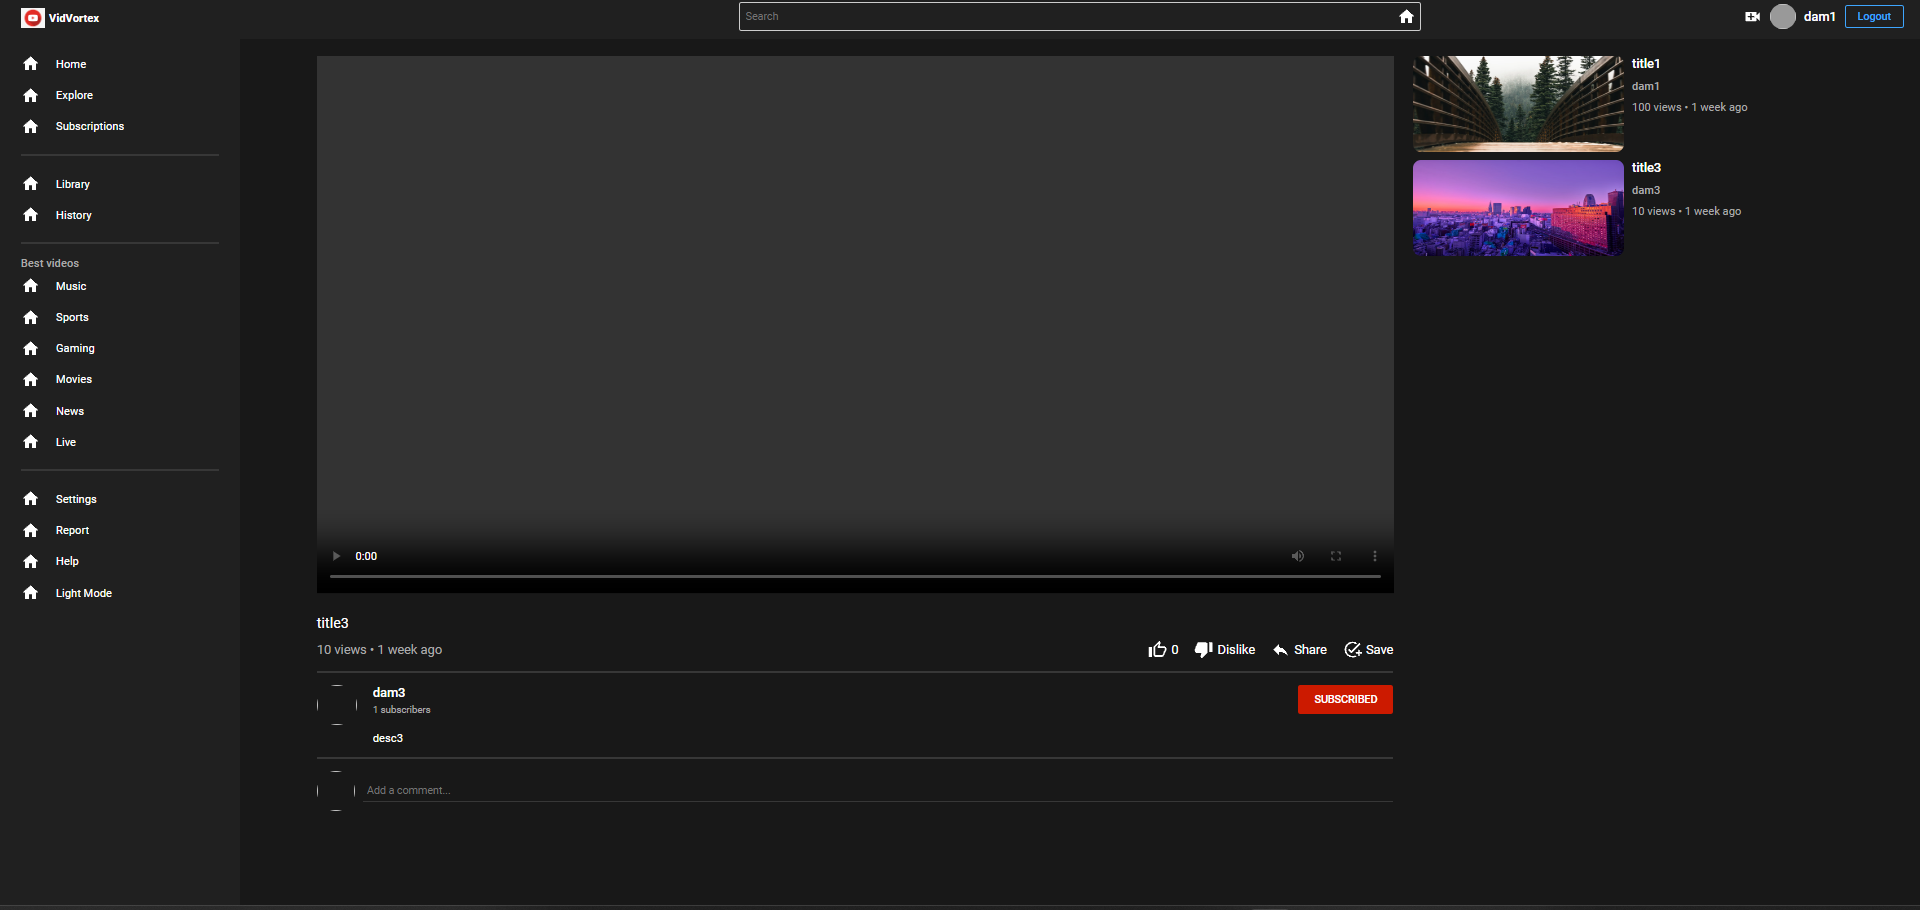 VidVortex
Search
dam1
Logout
Home
Explore
Subscriptions
Library
History
Best videos
Music
Sports
Gaming
Movies
News
Live
Settings
Report
Help
Light Mode
0:00
title3
10 views • 1 week ago
0
Dislike
Share
Save
dam3
1 subscribers
SUBSCRIBED
desc3
Add a comment...
title1
dam1
100 views • 1 week ago
title3
dam3
10 views • 1 week ago